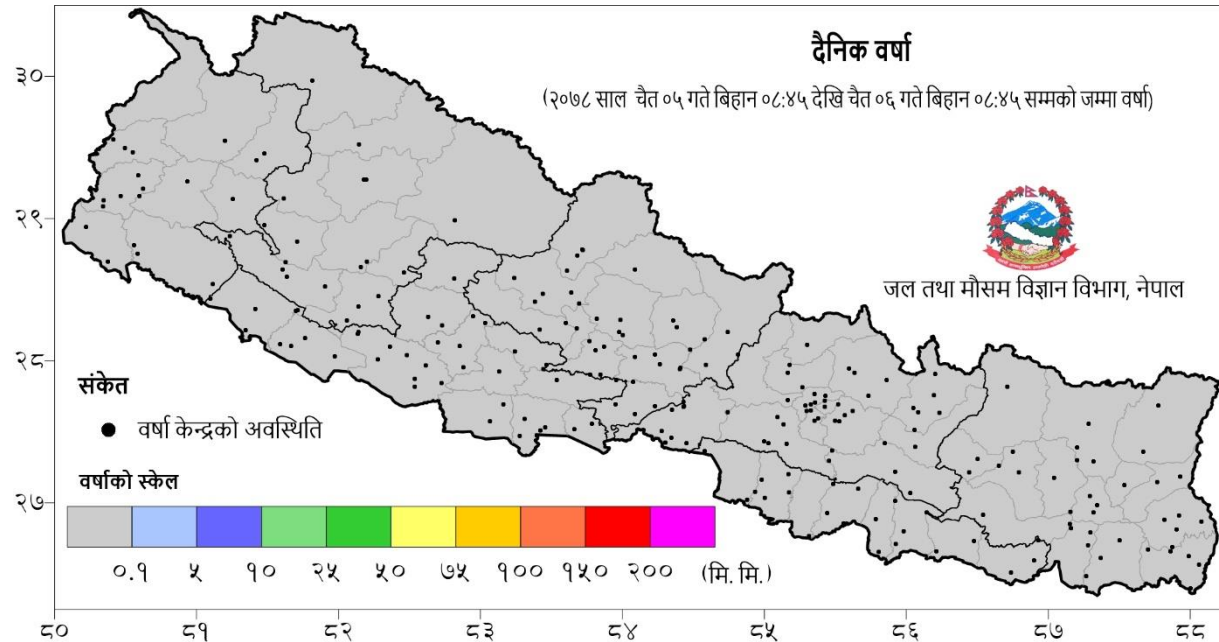 दैनिक वर्षा
(२०७८ साल चैत ०५ गते बिहान ०८:४५ देखि चैत ०६ गते बिहान ०८:४५ सम्मको जम्मा वर्षा)
जल तथा मौसम विज्ञान विभाग, नेपाल
३०
२९
२८
२७
संकेत
वर्षा केन्द्रको अवस्थिति
वर्षाको स्केल
०.१ ५ १० २५ ५० ७५ १०० १५० २०० (मि. मि.)
८० ८१ ८२ ८३ ८४ ८५ ८६ ८७ ८८